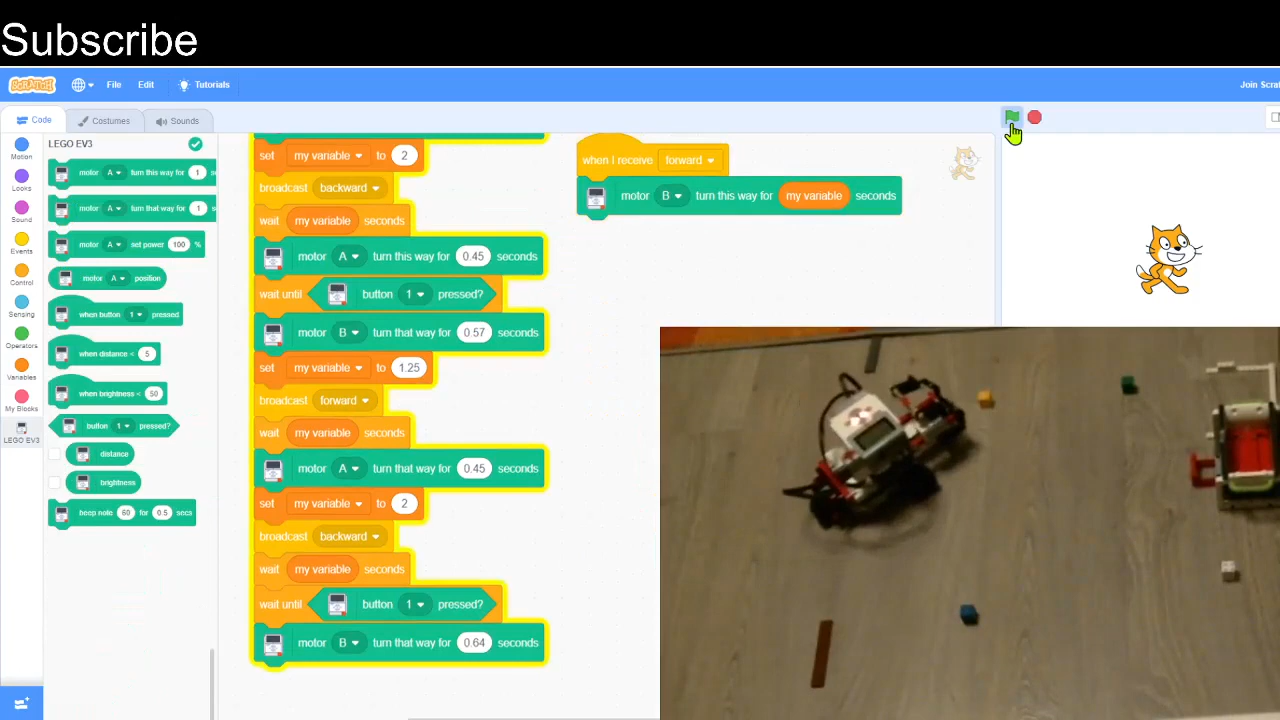 Subscribe
SCRATCH File Edit Tutorials
Code Costumes Sounds
Motion
Looks
Sound
Events
Control
Sensing
Operators
Variables
My Blocks
LEGO EV3
LEGO EV3
motor A turn this way for 1 s
motor A turn that way for 1 s
motor A set power 100 %
motor A position
when button 1 pressed
when distance < 5
when brightness < 50
button 1 pressed?
distance
brightness
beep note 60 for 0.5 secs
set my variable to 2
broadcast backward
wait my variable seconds
motor A turn this way for 0.45 seconds
wait until button 1 pressed?
motor B turn that way for 0.57 seconds
set my variable to 1.25
broadcast forward
wait my variable seconds
motor A turn that way for 0.45 seconds
set my variable to 2
broadcast backward
wait my variable seconds
wait until button 1 pressed?
motor B turn that way for 0.64 seconds
when I receive forward
motor B turn this way for my variable seconds